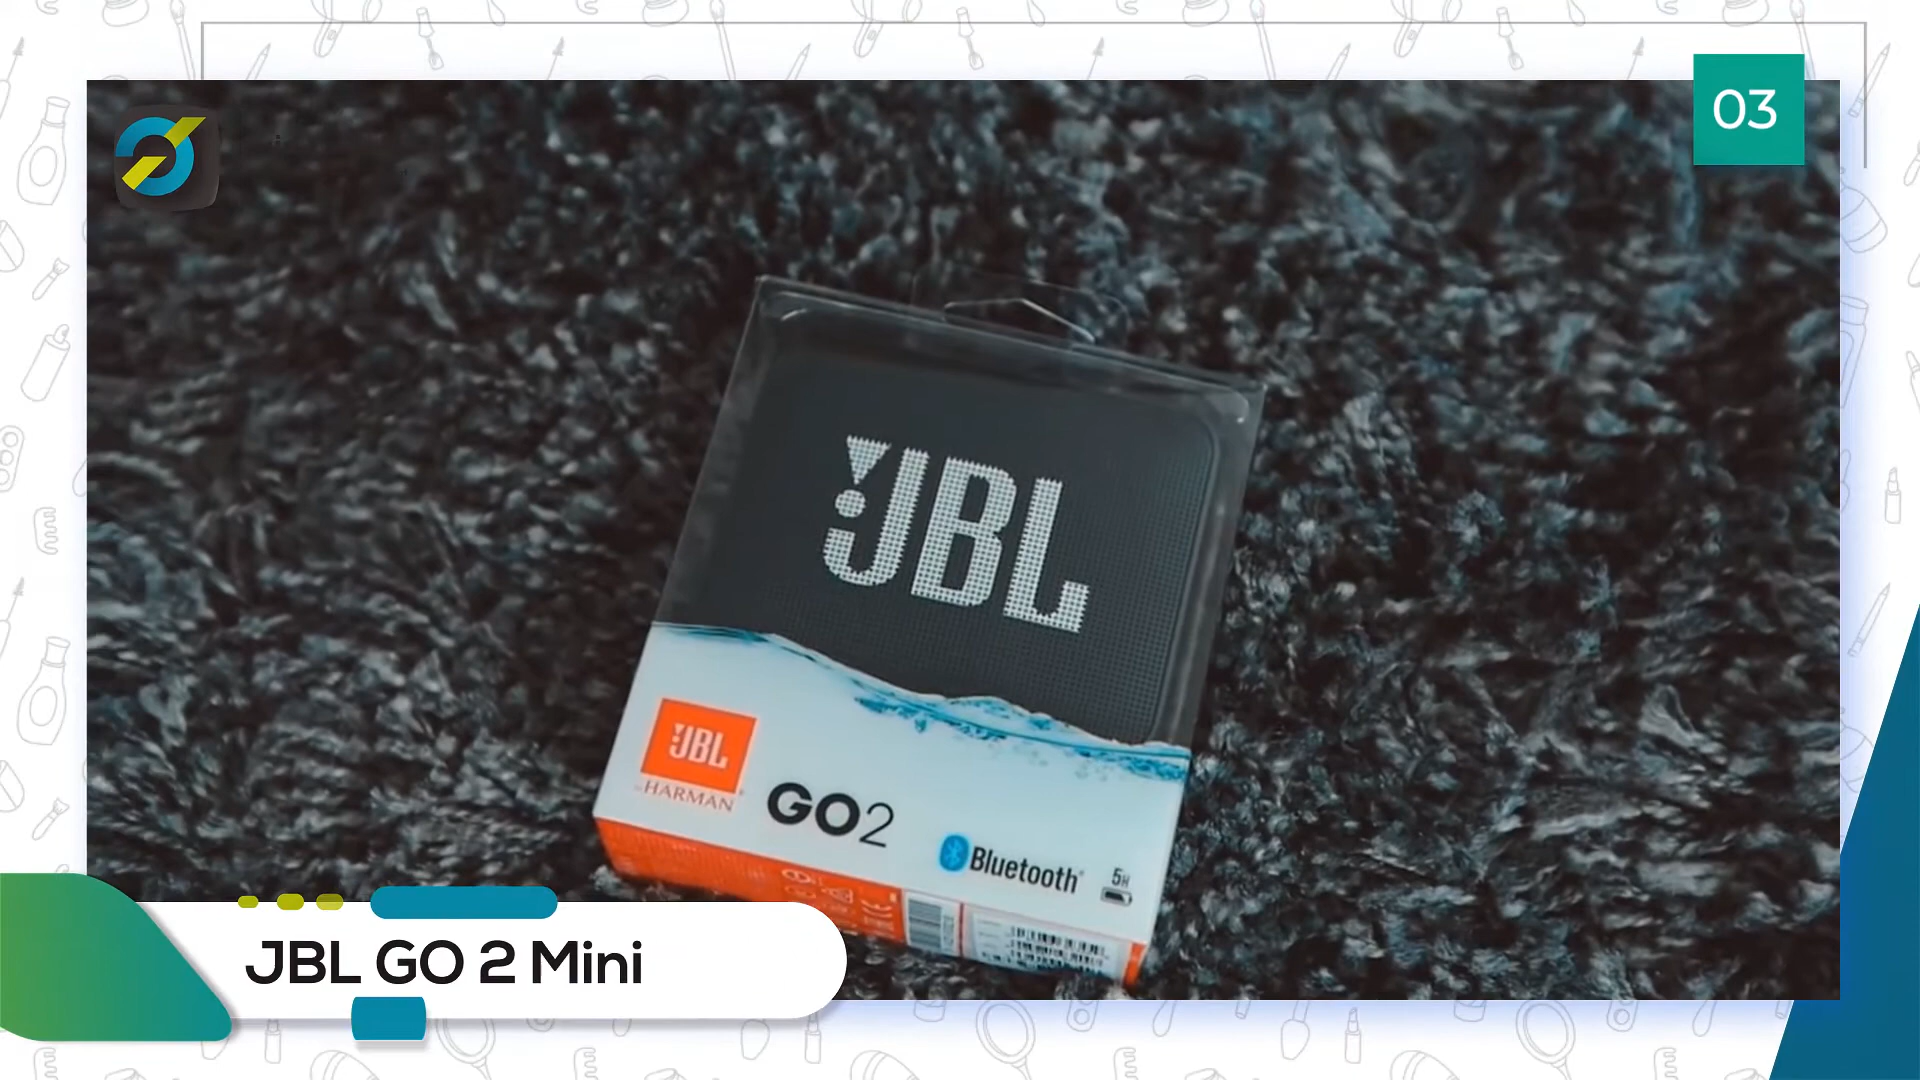 03
JBL
JBL
HARMAN
GO2
Bluetooth
5H
JBL GO 2 Mini